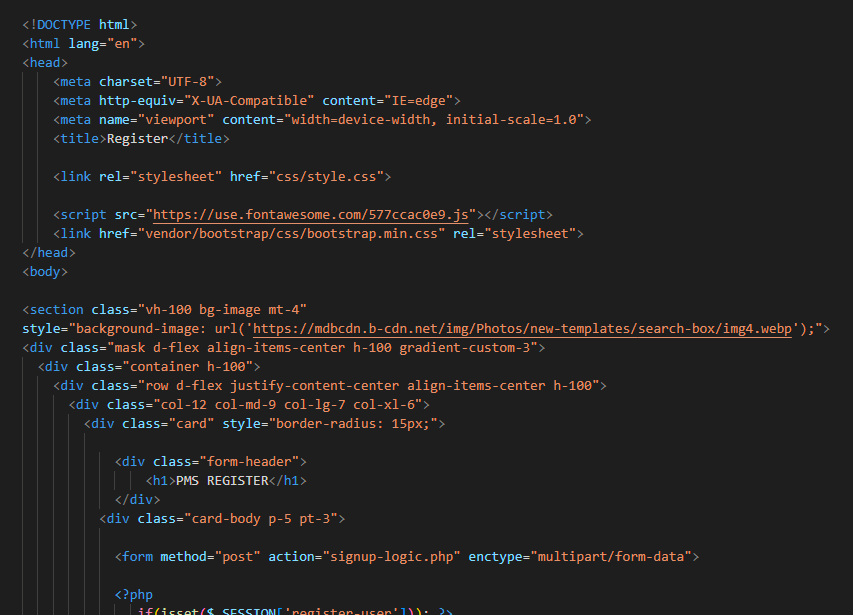 <!DOCTYPE html>
<html lang="en">
<head>
<meta charset="UTF-8">
<meta http-equiv="X-UA-Compatible" content="IE=edge">
<meta name="viewport" content="width=device-width, initial-scale=1.0">
<title>Register</title>
<link rel="stylesheet" href="css/style.css">
<script src="https://use.fontawesome.com/577ccac0e9.js"></script>
<link href="vendor/bootstrap/css/bootstrap.min.css" rel="stylesheet">
</head>
<body>
<section class="vh-100 bg-image mt-4"
style="background-image: url('https://mdbcdn.b-cdn.net/img/Photos/new-templates/search-box/img4.webp');">
<div class="mask d-flex align-items-center h-100 gradient-custom-3">
<div class="container h-100">
<div class="row d-flex justify-content-center align-items-center h-100">
<div class="col-12 col-md-9 col-lg-7 col-xl-6">
<div class="card" style="border-radius: 15px;">
<div class="form-header">
<h1>PMS REGISTER</h1>
</div>
<div class="card-body p-5 pt-3">
<form method="post" action="signup-logic.php" enctype="multipart/form-data">
<?php
if(isset($_SESSION['register-user'])): ?>